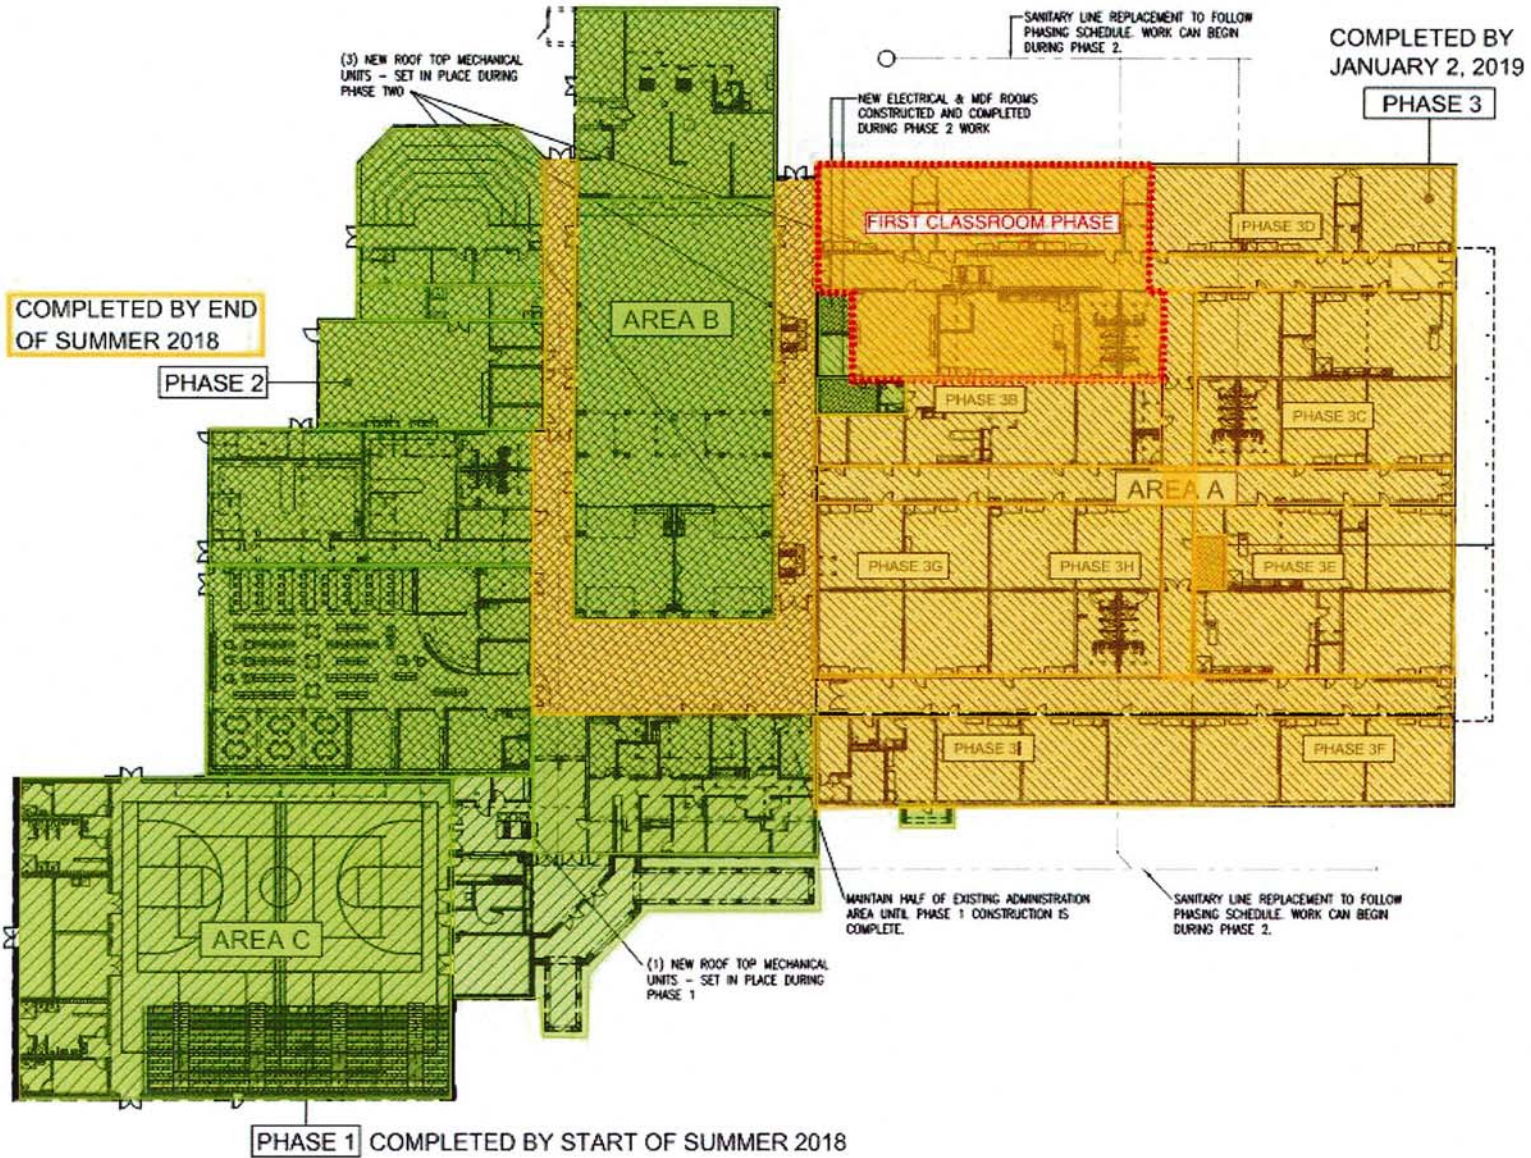 (3) NEW ROOF TOP MECHANICAL
UNITS - SET IN PLACE DURING
PHASE TWO
SANITARY LINE REPLACEMENT TO FOLLOW
PHASING SCHEDULE. WORK CAN BEGIN
DURING PHASE 2.
COMPLETED BY
JANUARY 2, 2019
PHASE 3
NEW ELECTRICAL & MDF ROOMS
CONSTRUCTED AND COMPLETED
DURING PHASE 2 WORK
FIRST CLASSROOM PHASE
PHASE 3D
COMPLETED BY END
OF SUMMER 2018
PHASE 2
AREA B
PHASE 3B
PHASE 3C
AREA A
PHASE 3G
PHASE 3H
PHASE 3E
PHASE 3I
PHASE 3F
AREA C
MAINTAIN HALF OF EXISTING ADMINISTRATION
AREA UNTIL PHASE 1 CONSTRUCTION IS
COMPLETE.
SANITARY LINE REPLACEMENT TO FOLLOW
PHASING SCHEDULE. WORK CAN BEGIN
DURING PHASE 2.
(1) NEW ROOF TOP MECHANICAL
UNITS - SET IN PLACE DURING
PHASE 1
PHASE 1 COMPLETED BY START OF SUMMER 2018